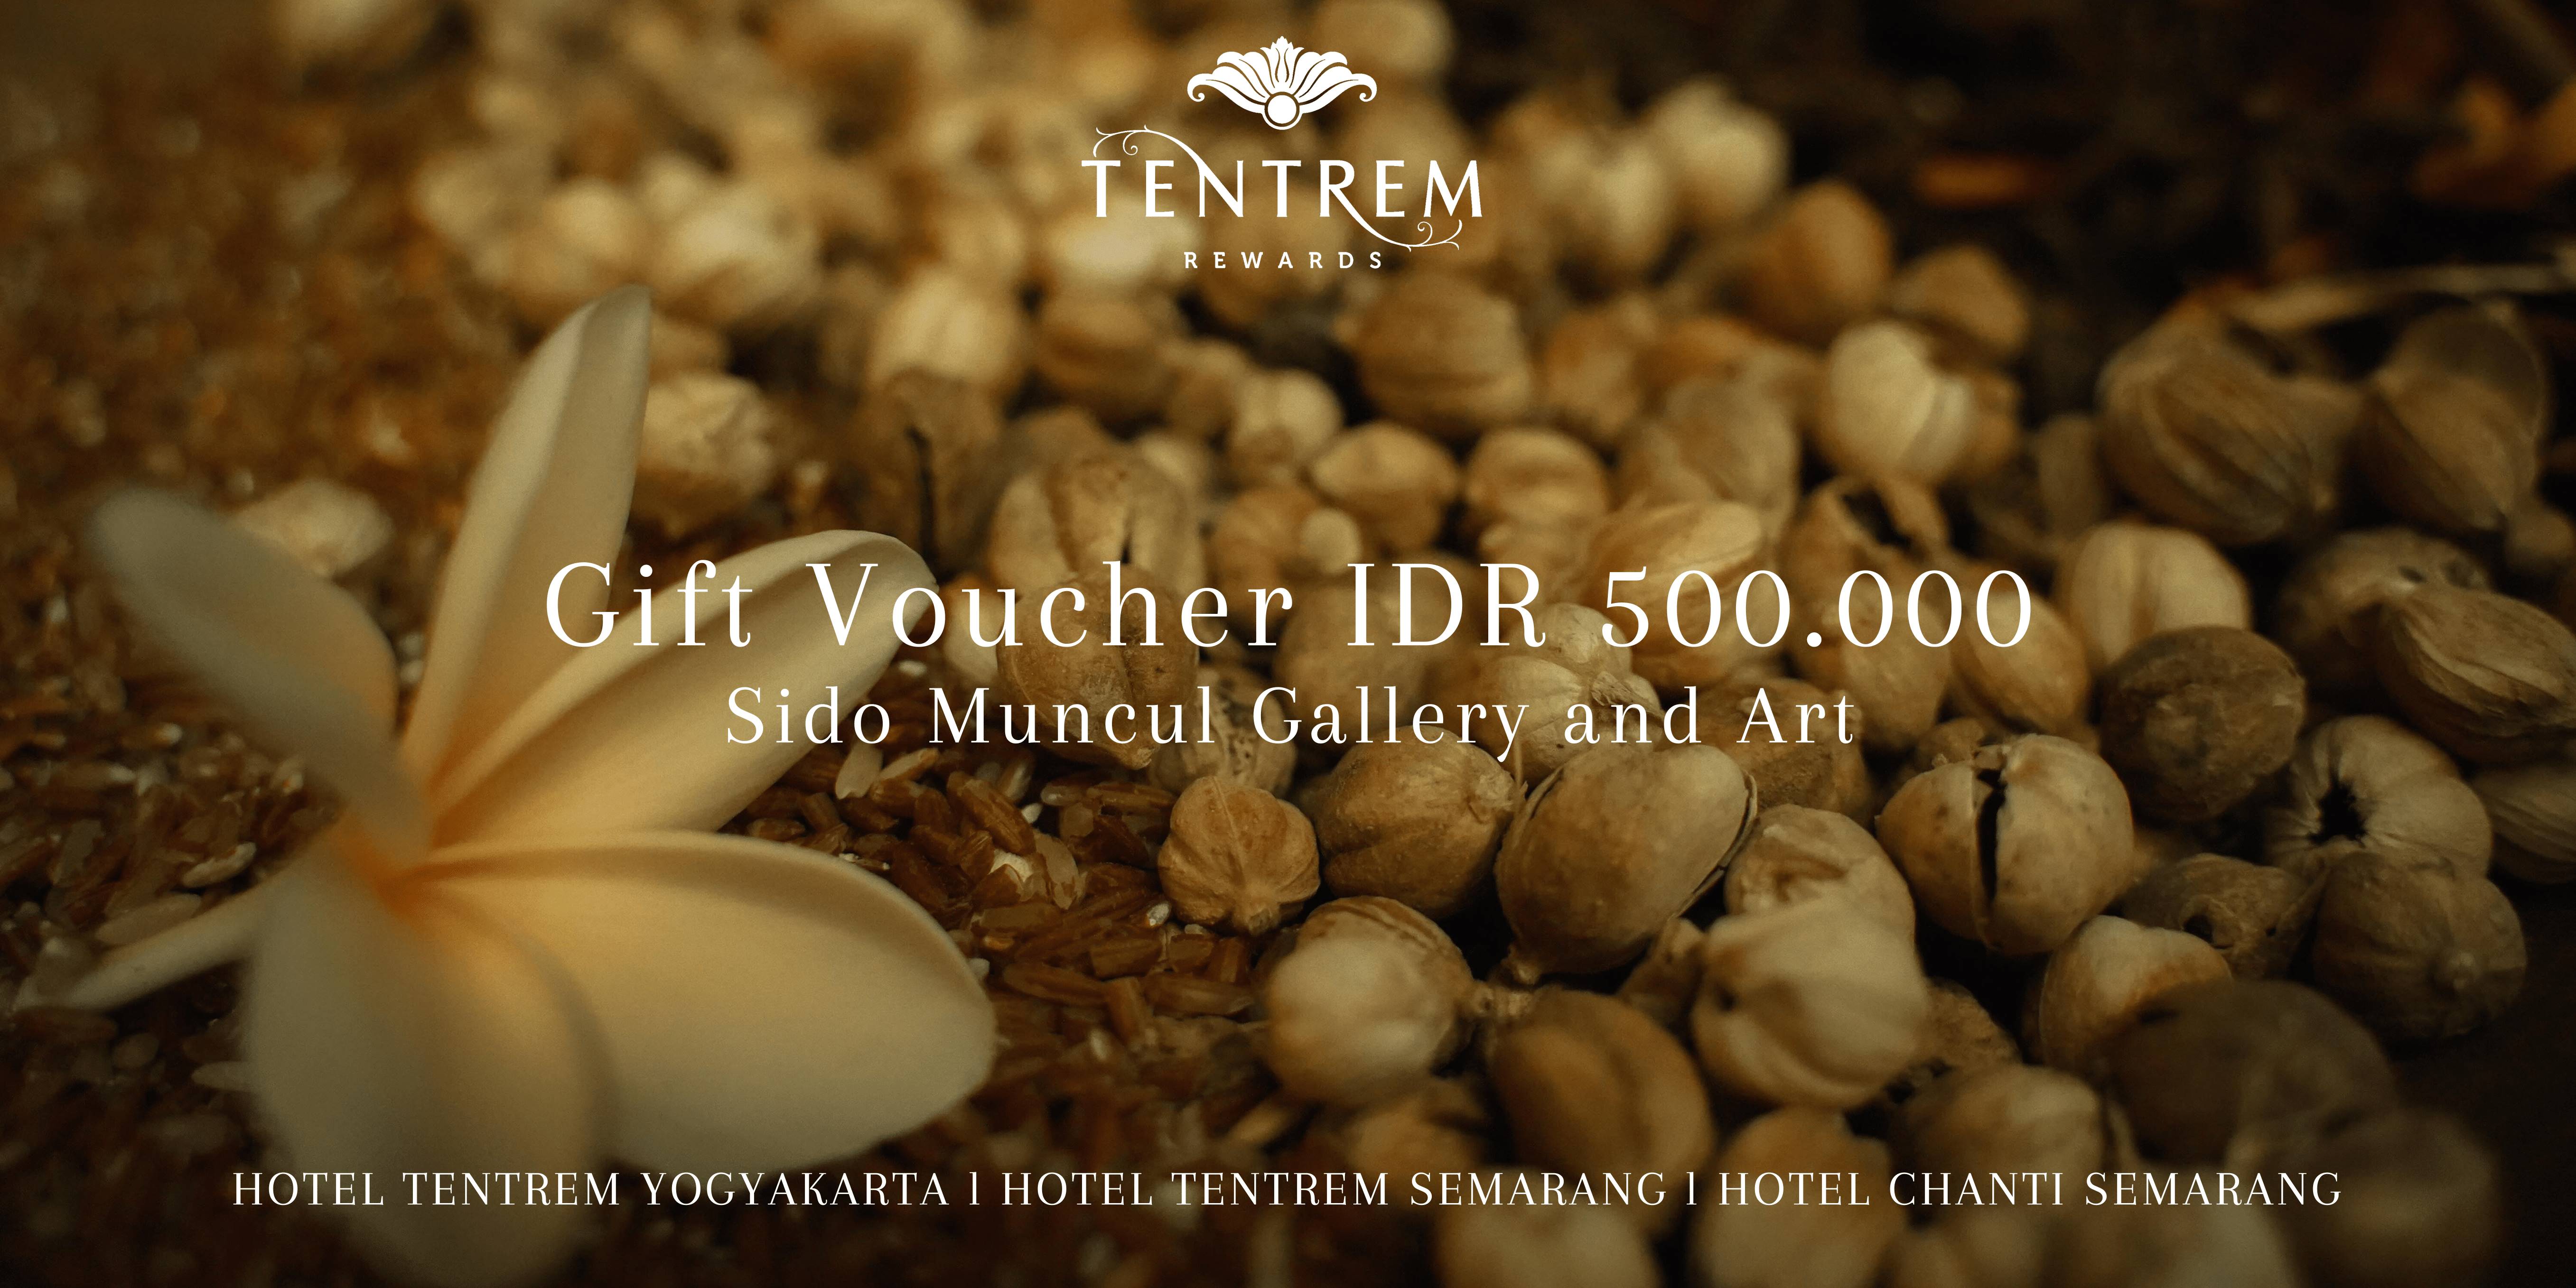 TENTREM
REWARDS
Gift Voucher IDR 500.000
Sido Muncul Gallery and Art
HOTEL TENTREM YOGYAKARTA l HOTEL TENTREM SEMARANG l HOTEL CHANTI SEMARANG